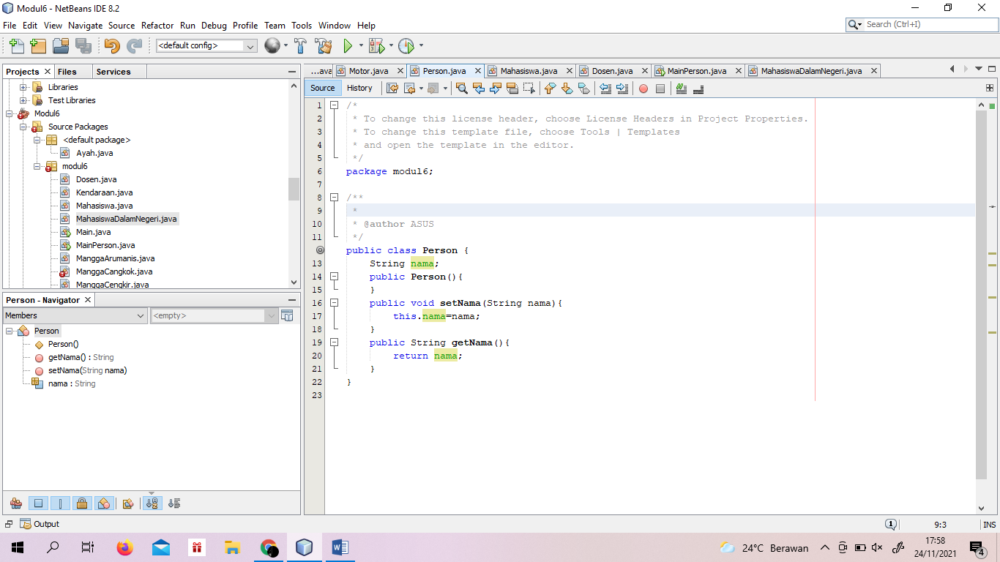 Modul6 - NetBeans IDE 8.2
File Edit View Navigate Source Refactor Run Debug Profile Team Tools Window Help
Search (Ctrl+I)
<default config>
Projects Files Services
Libraries
Test Libraries
Modul6
Source Packages
<default package>
Ayah.java
modul6
Dosen.java
Kendaraan.java
Mahasiswa.java
MahasiswaDalamNegeri.java
Main.java
MainPerson.java
ManggaArumanis.java
ManggaCangkok.java
ManggaCengkir.java
Person - Navigator
Members
<empty>
Person
Person()
getNama() : String
setNama(String nama)
nama : String
...ava Motor.java Person.java Mahasiswa.java Dosen.java MainPerson.java MahasiswaDalamNegeri.java
Source History
1 /*
2 * To change this license header, choose License Headers in Project Properties.
3 * To change this template file, choose Tools | Templates
4 * and open the template in the editor.
5 */
6 package modul6;
7
8 /**
9 *
10 * @author ASUS
11 */
public class Person {
13 String nama;
14 public Person(){
15 }
16 public void setNama(String nama){
17 this.nama=nama;
18 }
19 public String getNama(){
20 return nama;
21 }
22 }
23
Output
1
9:3
INS
24°C Berawan
17:58
24/11/2021
4